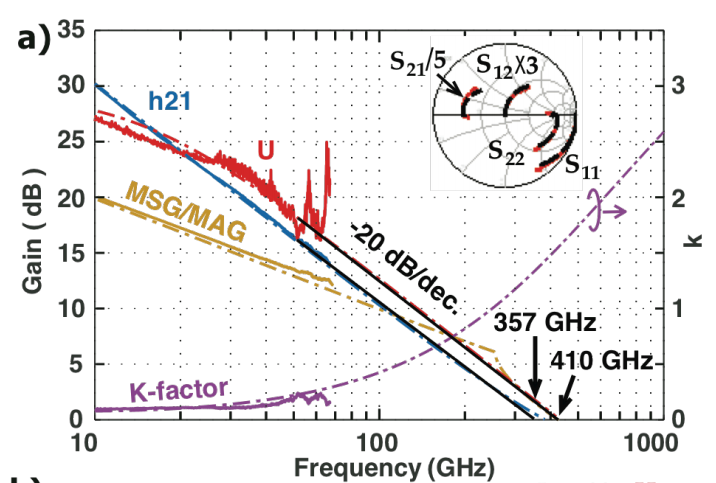 a)
35
30
25
20
15
10
5
0
Gain ( dB)
h21
U
MSG/MAG
K-factor
-20 dB/dec.
357 GHz
410 GHz
S21/5
S12X3
S22
S11
3
2
1
0
k
10
100
1000
Frequency (GHz)